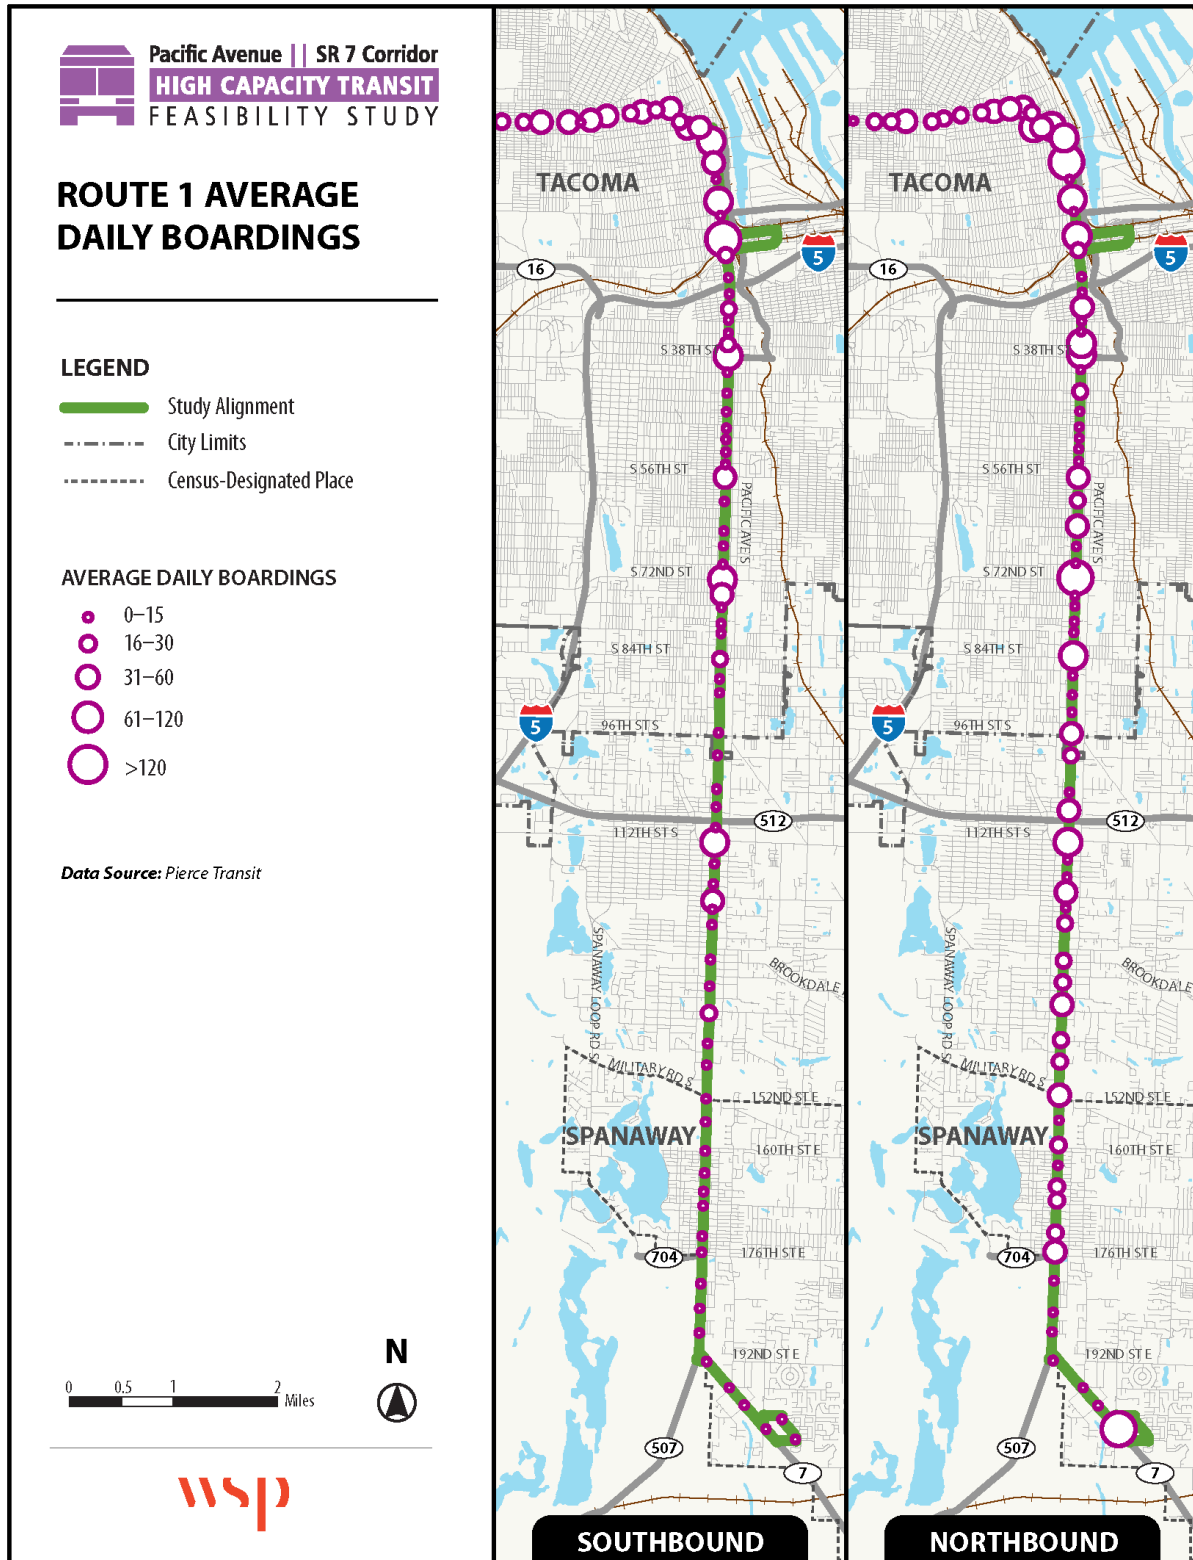 Pacific Avenue || SR 7 Corridor
HIGH CAPACITY TRANSIT
FEASIBILITY STUDY
ROUTE 1 AVERAGE
DAILY BOARDINGS
LEGEND
Study Alignment
City Limits
Census-Designated Place
AVERAGE DAILY BOARDINGS
0–15
16–30
31–60
61–120
>120
Data Source: Pierce Transit
N
0 0.5 1 2
Miles
wsp
TACOMA
5
16
S 38TH ST
S 56TH ST
PACIFIC AVE S
S 72ND ST
S 84TH ST
5
96TH ST S
512
112TH ST S
SPANAWAY LOOP RD S
BROOKDALE
MILITARY RD S
152ND ST E
SPANAWAY
160TH ST E
704
176TH ST E
192ND ST E
507
7
SOUTHBOUND
TACOMA
5
16
S 38TH ST
S 56TH ST
PACIFIC AVE S
S 72ND ST
S 84TH ST
5
96TH ST S
512
112TH ST S
SPANAWAY LOOP RD S
BROOKDALE
MILITARY RD S
152ND ST E
SPANAWAY
160TH ST E
704
176TH ST E
192ND ST E
507
7
NORTHBOUND